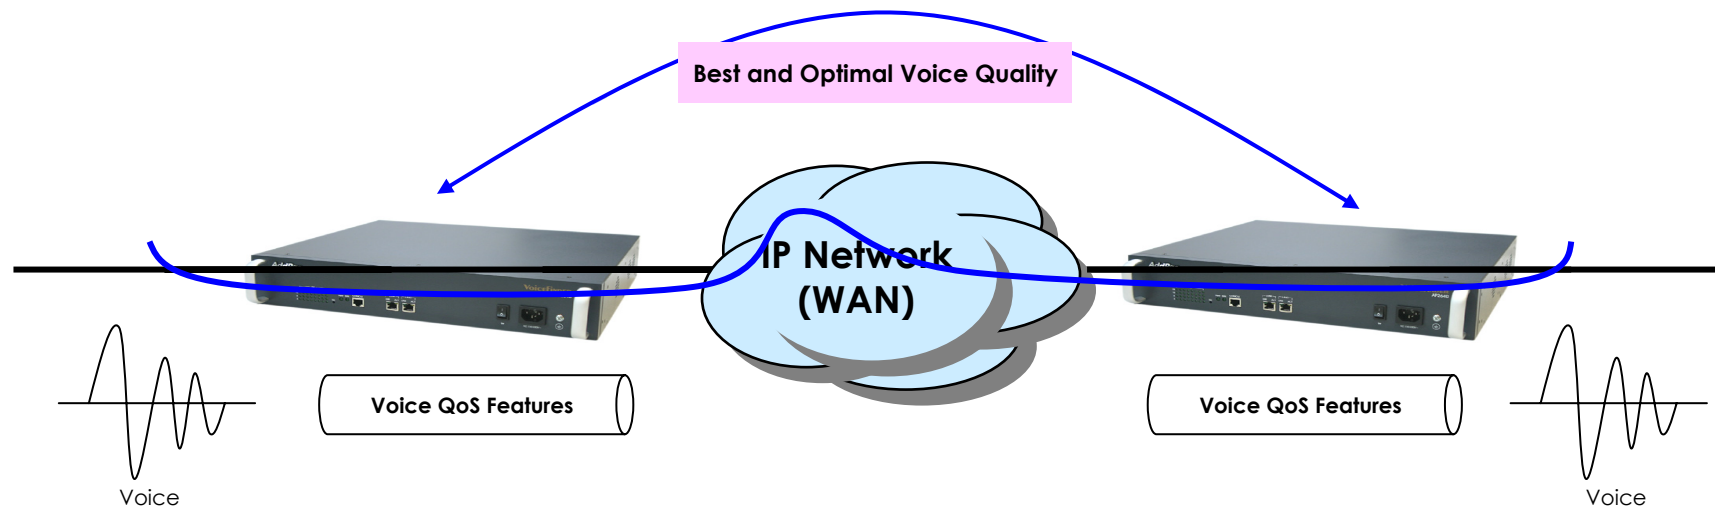 Best and Optimal Voice Quality
IP Network
(WAN)
Voice QoS Features
Voice QoS Features
Voice
Voice